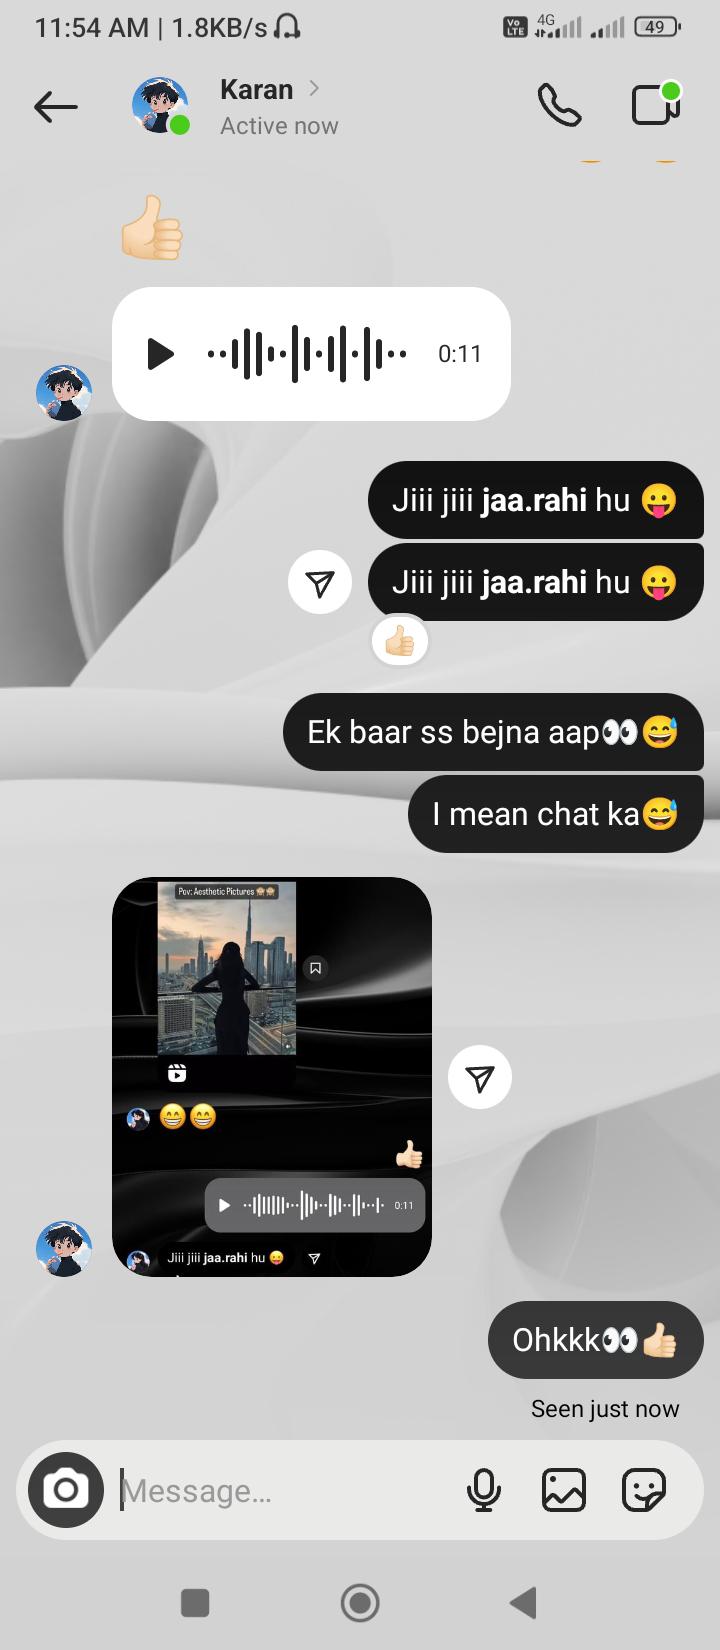 11:54 AM | 1.8KB/s
Vo LTE 4G 49
Karan
Active now
0:11
Jiii jiii jaa.rahi hu 😛
Jiii jiii jaa.rahi hu 😛
👍🏻
Ek baar ss bejna aap👀😅
I mean chat ka😅
Pov: Aesthetic Pictures 🙈🙈
😁😁
👍🏻
0:11
Jiii jiii jaa.rahi hu 😛
Ohkkk👀👍🏻
Seen just now
Message...